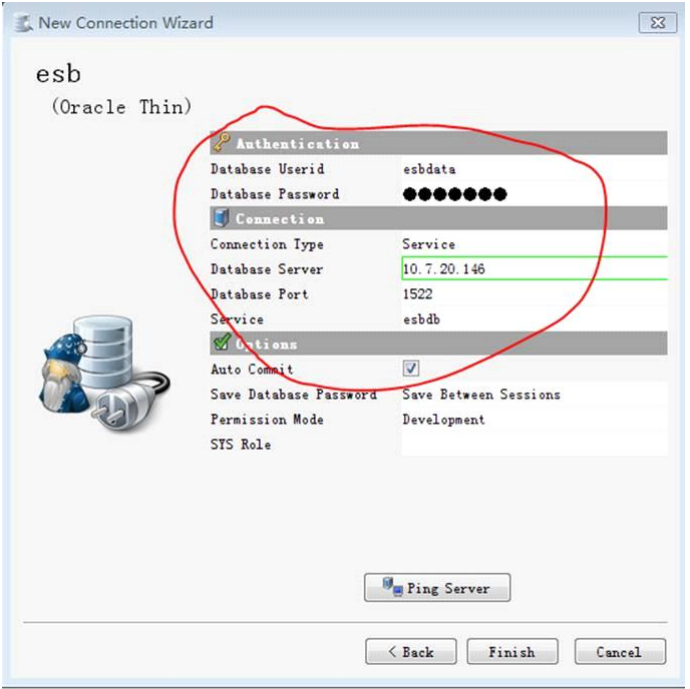 New Connection Wizard
esb
(Oracle Thin)
Authentication
Database Userid esbdata
Database Password ●●●●●●●
Connection
Connection Type Service
Database Server 10.7.20.146
Database Port 1522
Service esbdb
Options
Auto Commit
Save Database Password Save Between Sessions
Permission Mode Development
SYS Role
Ping Server
< Back Finish Cancel